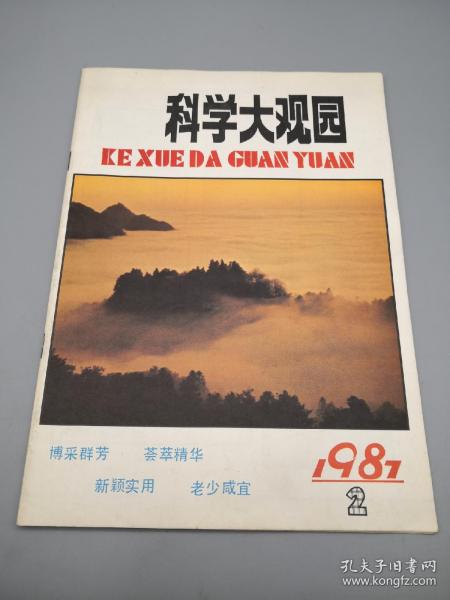 科学大观园
KE XUE DA GUAN YUAN
博采群芳 荟萃精华
新颖实用 老少咸宜
1987
2
孔夫子旧书网
www.kongfz.com